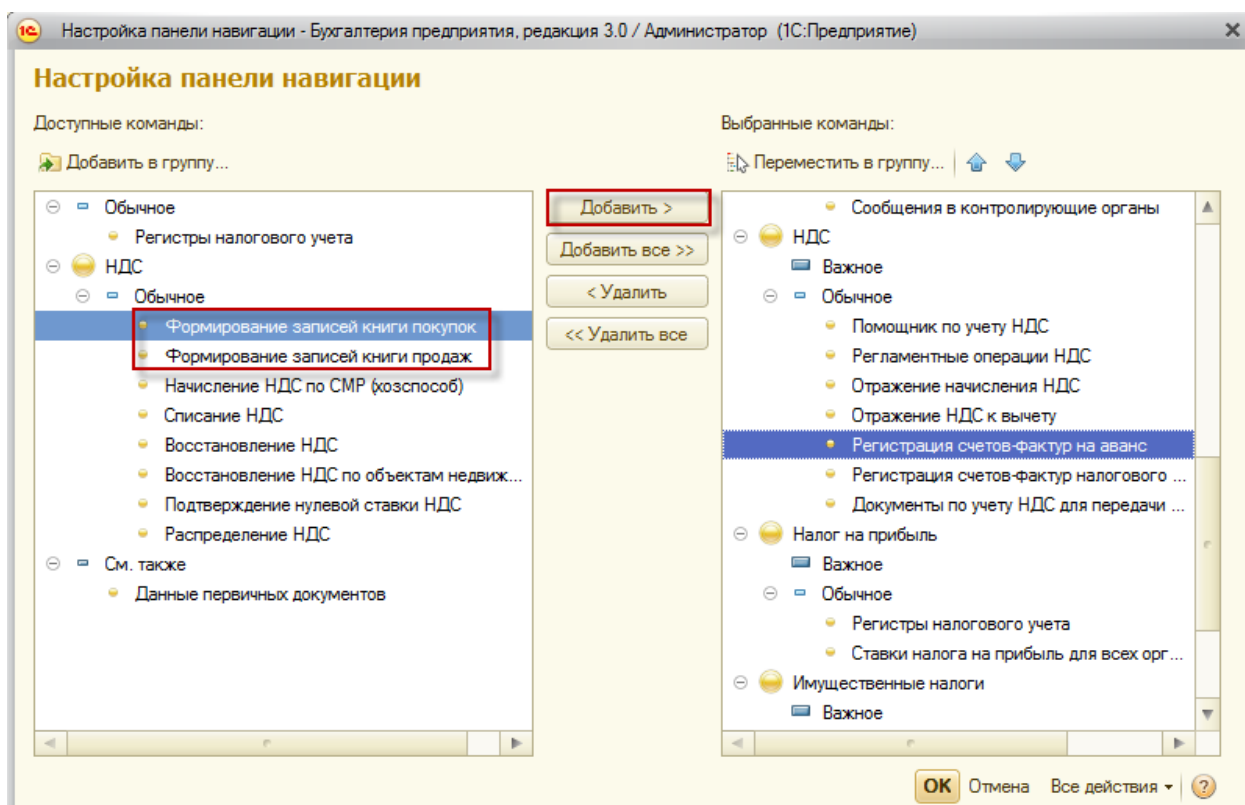 1С Настройка панели навигации - Бухгалтерия предприятия, редакция 3.0 / Администратор (1С:Предприятие)
Настройка панели навигации
Доступные команды:
Добавить в группу...
Обычное
Регистры налогового учета
НДС
Обычное
Формирование записей книги покупок
Формирование записей книги продаж
Начисление НДС по СМР (хозспособ)
Списание НДС
Восстановление НДС
Восстановление НДС по объектам недвиж...
Подтверждение нулевой ставки НДС
Распределение НДС
См. также
Данные первичных документов
Добавить >
Добавить все >>
< Удалить
<< Удалить все
Выбранные команды:
Переместить в группу...
Сообщения в контролирующие органы
НДС
Важное
Обычное
Помощник по учету НДС
Регламентные операции НДС
Отражение начисления НДС
Отражение НДС к вычету
Регистрация счетов-фактур на аванс
Регистрация счетов-фактур налогового ...
Документы по учету НДС для передачи ...
Налог на прибыль
Важное
Обычное
Регистры налогового учета
Ставки налога на прибыль для всех орг...
Имущественные налоги
Важное
OK Отмена Все действия ?